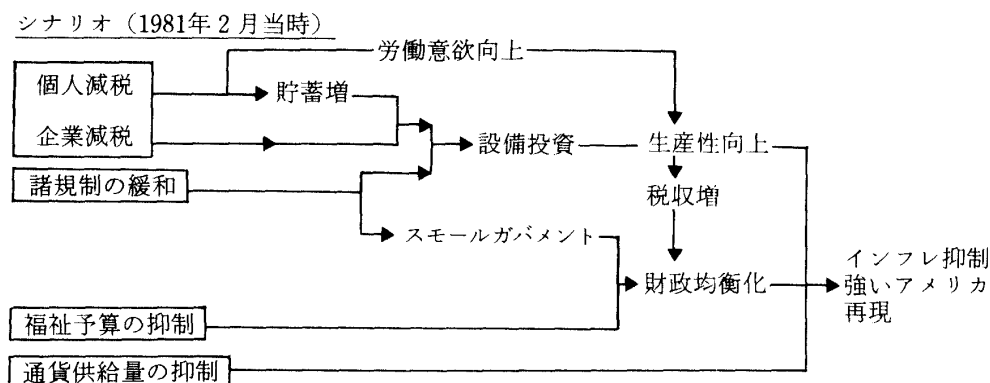 シナリオ（1981年2月当時）
労働意欲向上
個人減税
貯蓄増
企業減税
設備投資
生産性向上
諸規制の緩和
税収増
スモールガバメント
インフレ抑制
財政均衡化
強いアメリカ
再現
福祉予算の抑制
通貨供給量の抑制